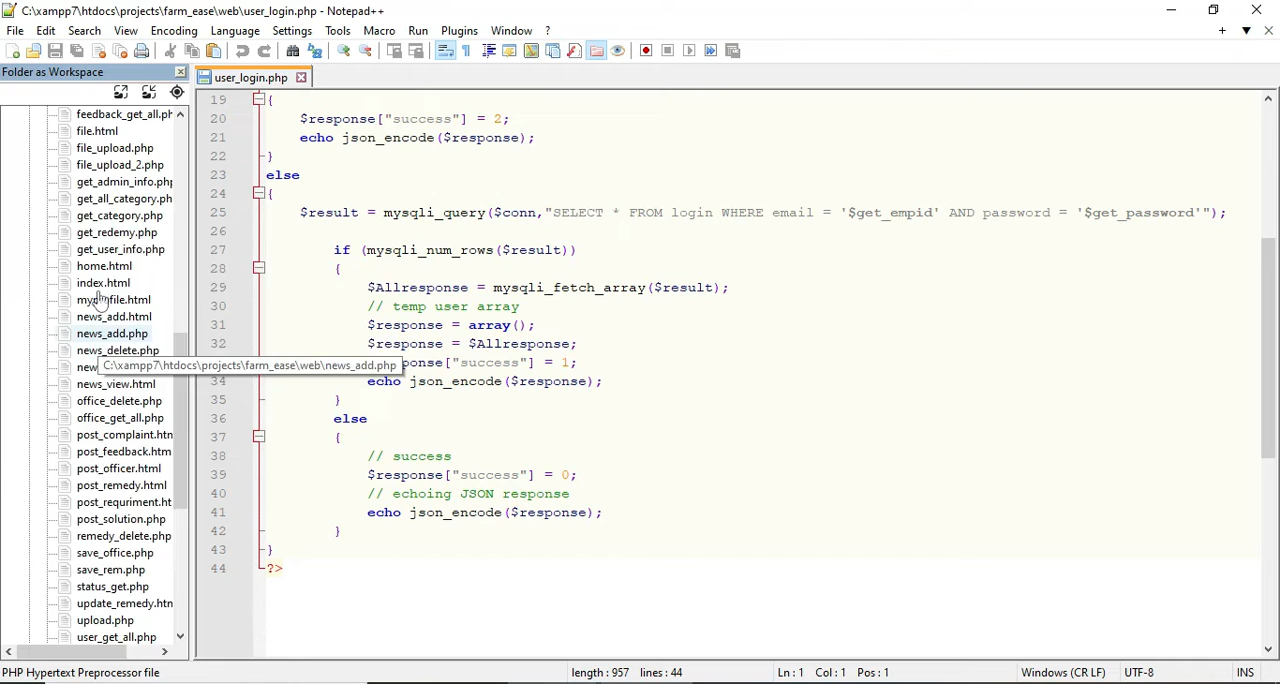 C:\xampp7\htdocs\projects\farm_ease\web\user_login.php - Notepad++
File Edit Search View Encoding Language Settings Tools Macro Run Plugins Window ?
Folder as Workspace
user_login.php
feedback_get_all.ph
file.html
file_upload.php
file_upload_2.php
get_admin_info.php
get_all_category.ph
get_category.php
get_redemy.php
get_user_info.php
home.html
index.html
news_add.html
news_add.php
news_delete.php
C:\xampp7\htdocs\projects\farm_ease\web\news_add.php
news_view.html
office_delete.php
office_get_all.php
post_complaint.htn
post_feedback.htm
post_officer.html
post_remedy.html
post_requriment.ht
post_solution.php
remedy_delete.php
save_office.php
save_rem.php
status_get.php
update_remedy.htn
upload.php
user_get_all.php
19 {
20 $response["success"] = 2;
21 echo json_encode($response);
22 }
23 else
24 {
25 $result = mysqli_query($conn,"SELECT * FROM login WHERE email = '$get_empid' AND password = '$get_password'");
26
27 if (mysqli_num_rows($result))
28 {
29 $Allresponse = mysqli_fetch_array($result);
30 // temp user array
31 $response = array();
32 $response = $Allresponse;
33 ponse["success"] = 1;
34 echo json_encode($response);
35 }
36 else
37 {
38 // success
39 $response["success"] = 0;
40 // echoing JSON response
41 echo json_encode($response);
42 }
43 }
44 ?>
PHP Hypertext Preprocessor file length : 957 lines : 44 Ln : 1 Col : 1 Pos : 1 Windows (CR LF) UTF-8 INS